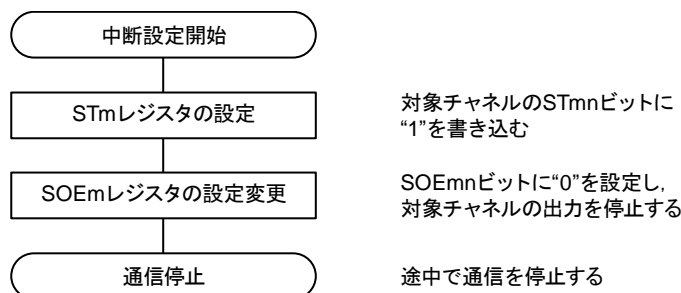 中断設定開始
STmレジスタの設定
対象チャネルのSTmnビットに
“1”を書き込む
SOEmレジスタの設定変更
SOEmnビットに“0”を設定し,
対象チャネルの出力を停止する
通信停止
途中で通信を停止する